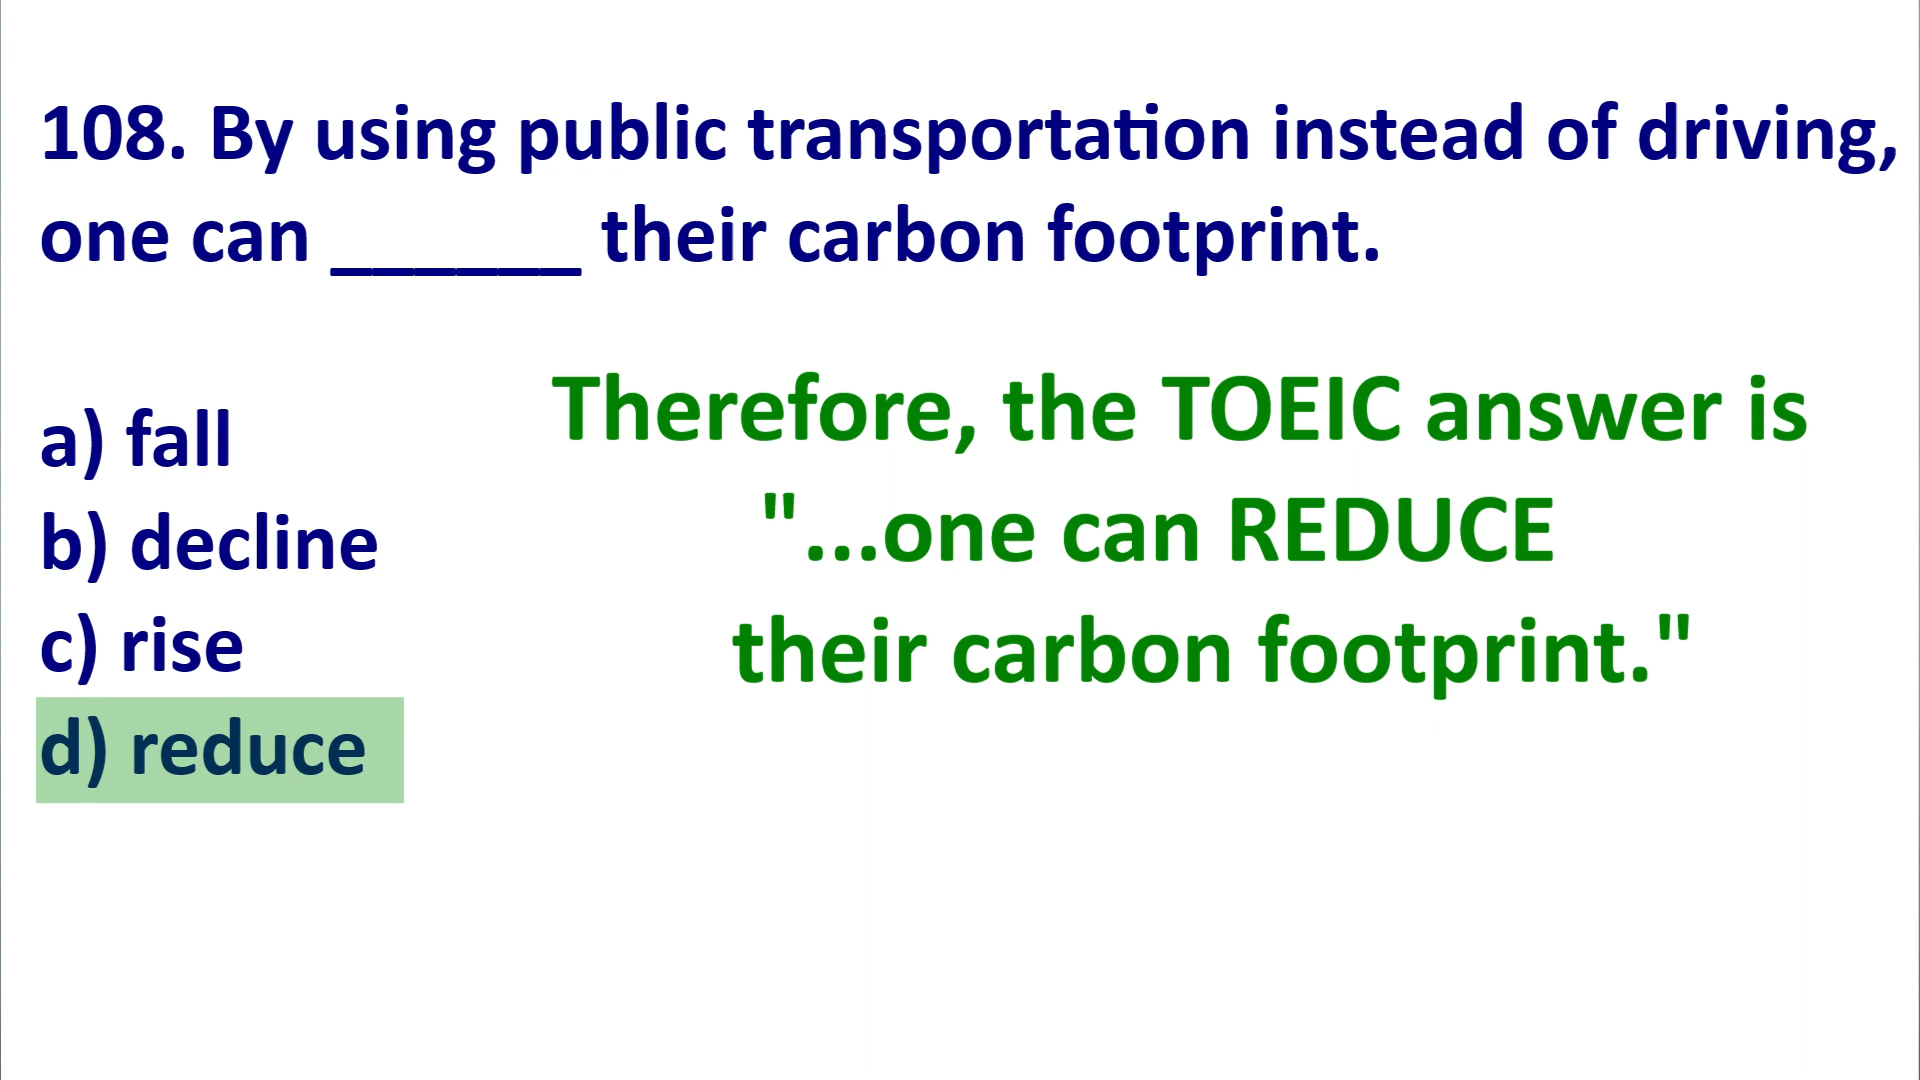 108. By using public transportation instead of driving,
one can ______ their carbon footprint.
a) fall
b) decline
c) rise
d) reduce
Therefore, the TOEIC answer is
"...one can REDUCE
their carbon footprint."